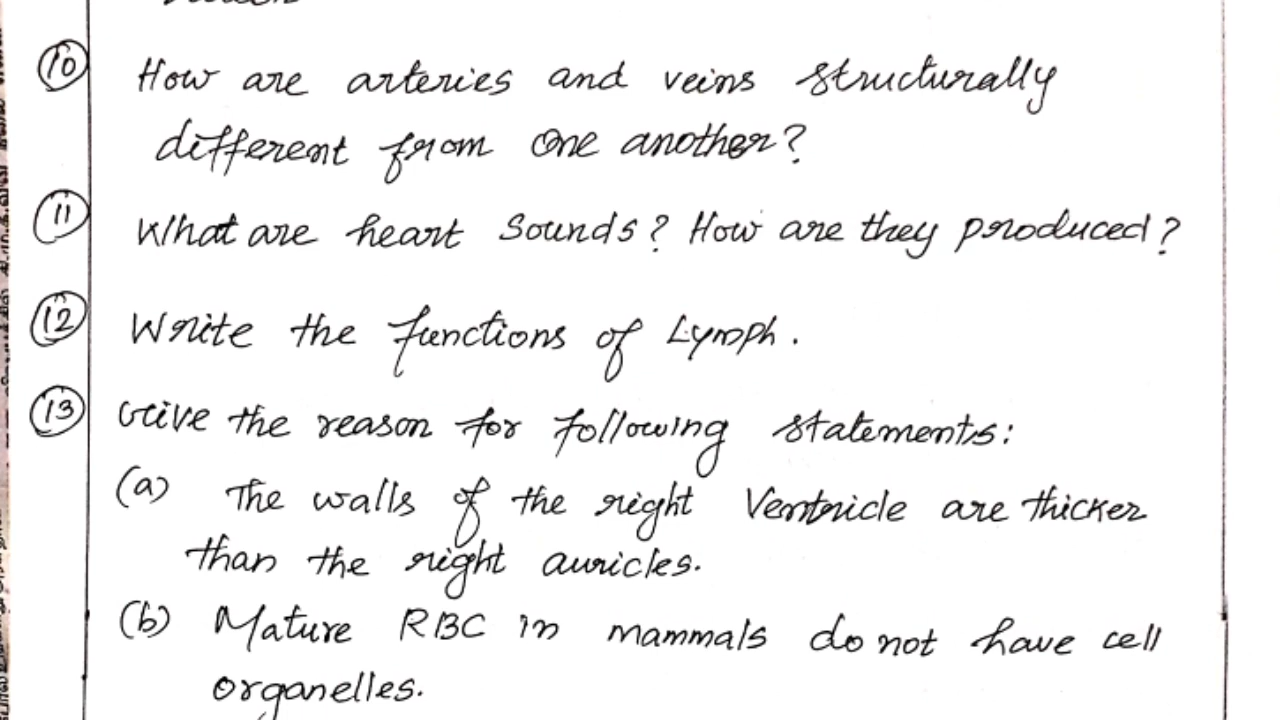 10 How are arteries and veins structurally
different from one another?
11 What are heart Sounds? How are they produced?
12 Write the functions of Lymph.
13 Give the reason for following statements:
(a) The walls of the right Ventricle are thicker
than the right auricles.
(b) Mature RBC in mammals do not have cell
organelles.